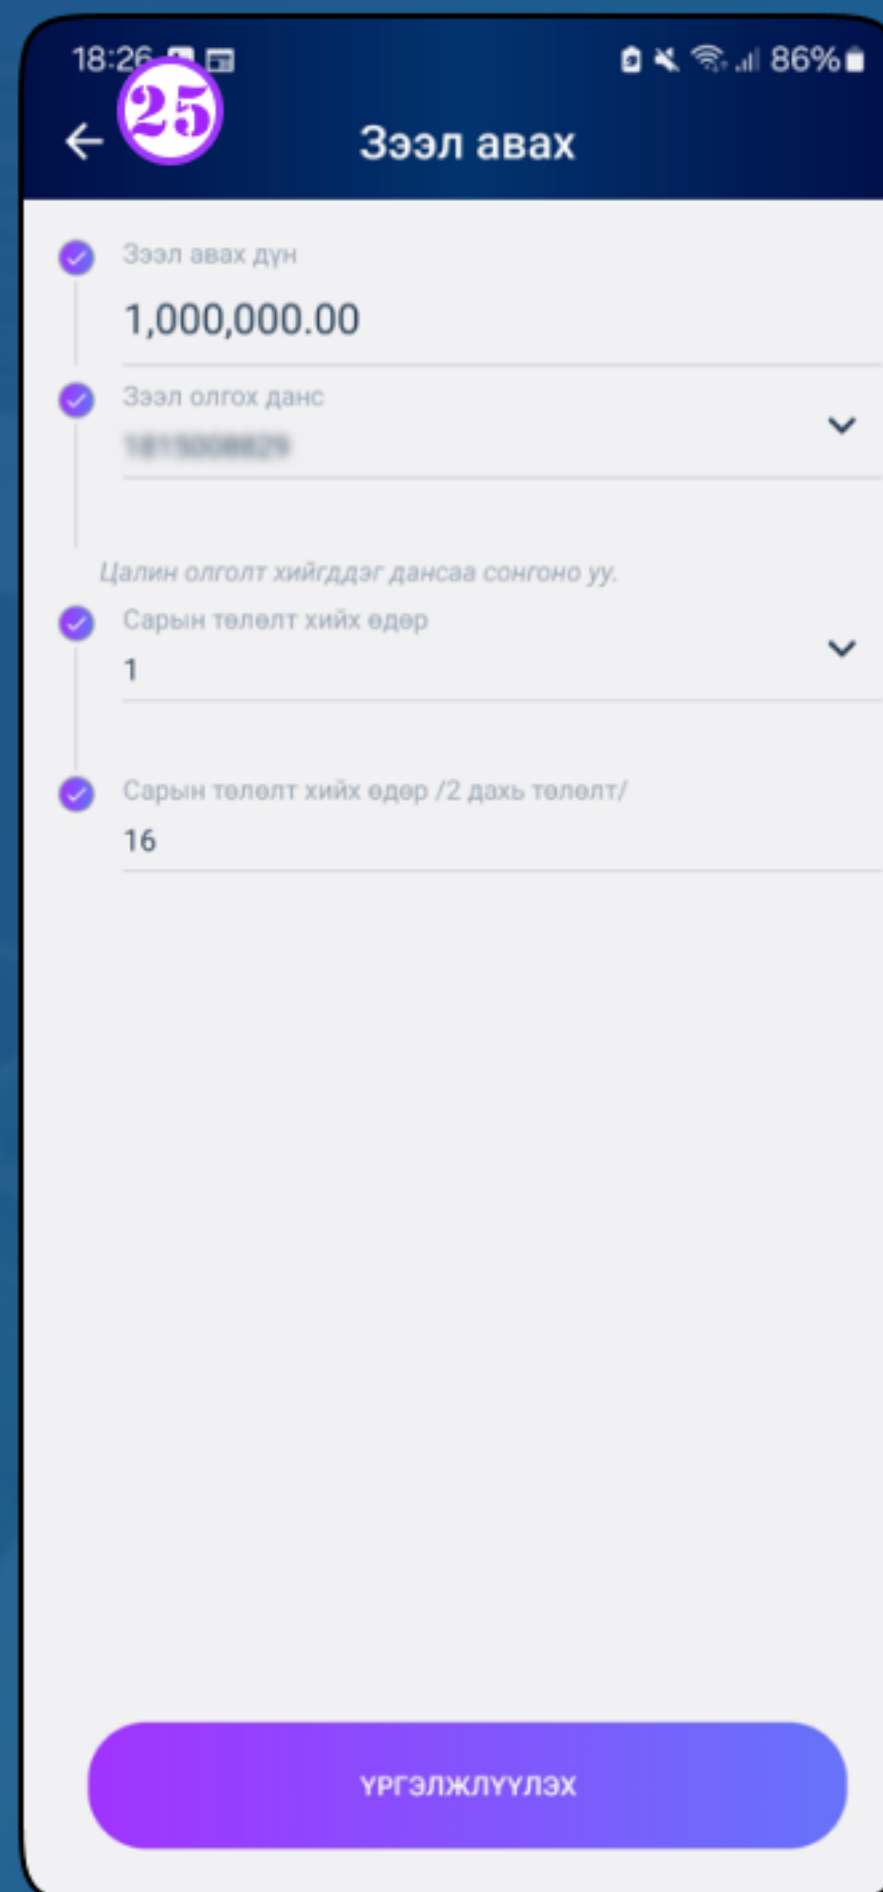 18:26
86%
25
Зээл авах
Зээл авах дүн
1,000,000.00
Зээл олгох данс
Цалин олголт хийгддэг дансаа сонгоно уу.
Сарын төлөлт хийх өдөр
1
Сарын төлөлт хийх өдөр /2 дахь төлөлт/
16
ҮРГЭЛЖЛҮҮЛЭХ